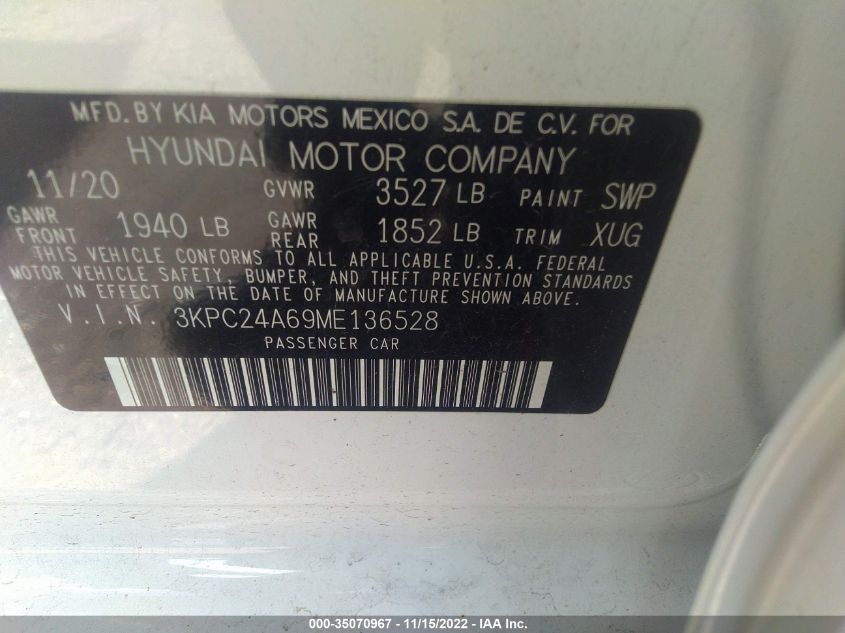 MFD. BY KIA MOTORS MEXICO S.A. DE C.V. FOR
HYUNDAI MOTOR COMPANY
11/20 GVWR 3527 LB PAINT SWP
GAWR FRONT 1940 LB GAWR REAR 1852 LB TRIM XUG
THIS VEHICLE CONFORMS TO ALL APPLICABLE U.S.A. FEDERAL
MOTOR VEHICLE SAFETY, BUMPER, AND THEFT PREVENTION STANDARDS
IN EFFECT ON THE DATE OF MANUFACTURE SHOWN ABOVE.
V.I.N. 3KPC24A69ME136528
PASSENGER CAR
000-35070967 - 11/15/2022 - IAA Inc.